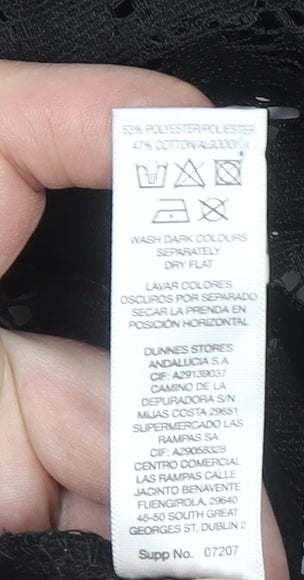 53% POLYESTER/POLIESTER
47% COTTON/ALGODON
WASH DARK COLOURS
SEPARATELY
DRY FLAT
LAVAR COLORES
OSCUROS POR SEPARADO
SECAR LA PRENDA EN
POSICIÓN HORIZONTAL
DUNNES STORES
ANDALUCIA S.A
CIF: A29139037
CAMINO DE LA
DEPURADORA S/N
MIJAS COSTA 29651
SUPERMERCADO LAS
RAMPAS SA
CIF: A29058328
CENTRO COMERCIAL
LAS RAMPAS CALLE
JACINTO BENAVENTE
FUENGIROLA, 29640
46-50 SOUTH GREAT
GEORGES ST, DUBLIN 2
Supp No. 07207